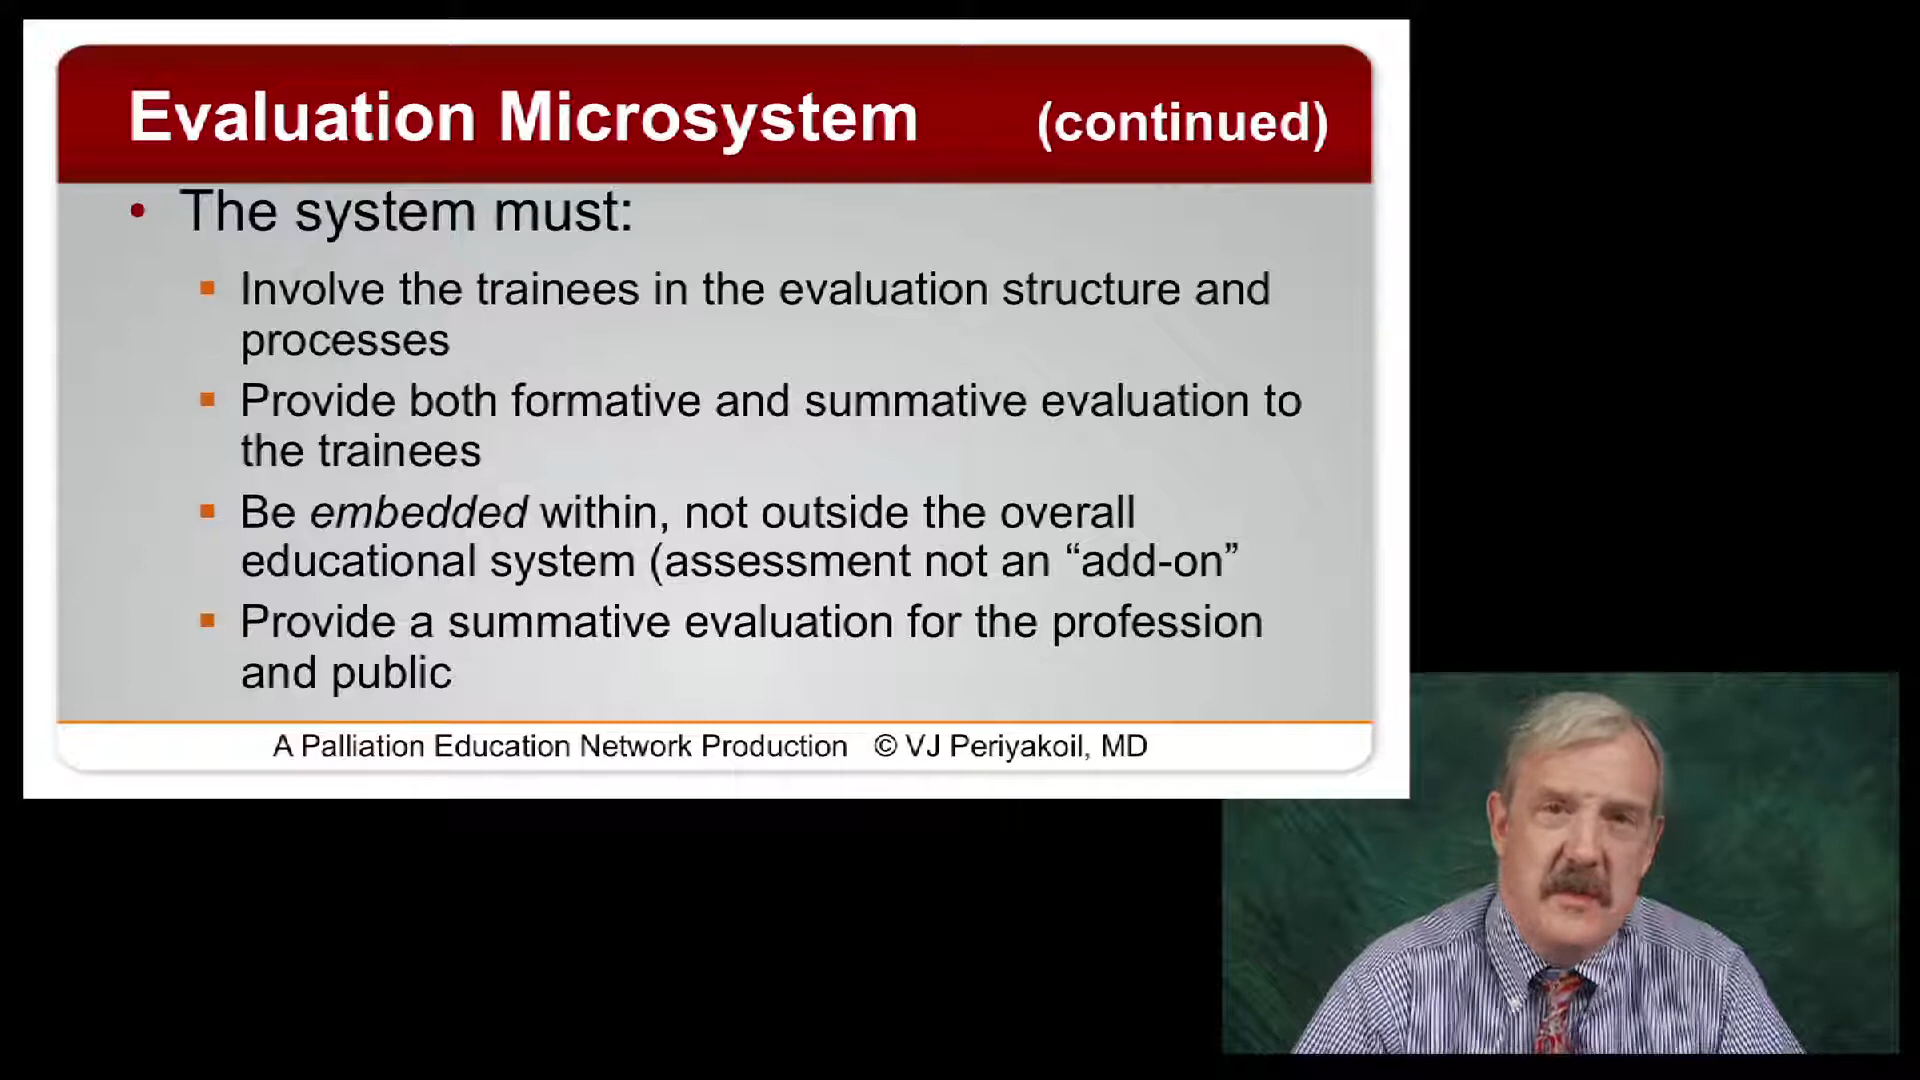 Evaluation Microsystem (continued)
• The system must:
▪ Involve the trainees in the evaluation structure and
processes
▪ Provide both formative and summative evaluation to
the trainees
▪ Be embedded within, not outside the overall
educational system (assessment not an “add-on”
▪ Provide a summative evaluation for the profession
and public
A Palliation Education Network Production © VJ Periyakoil, MD